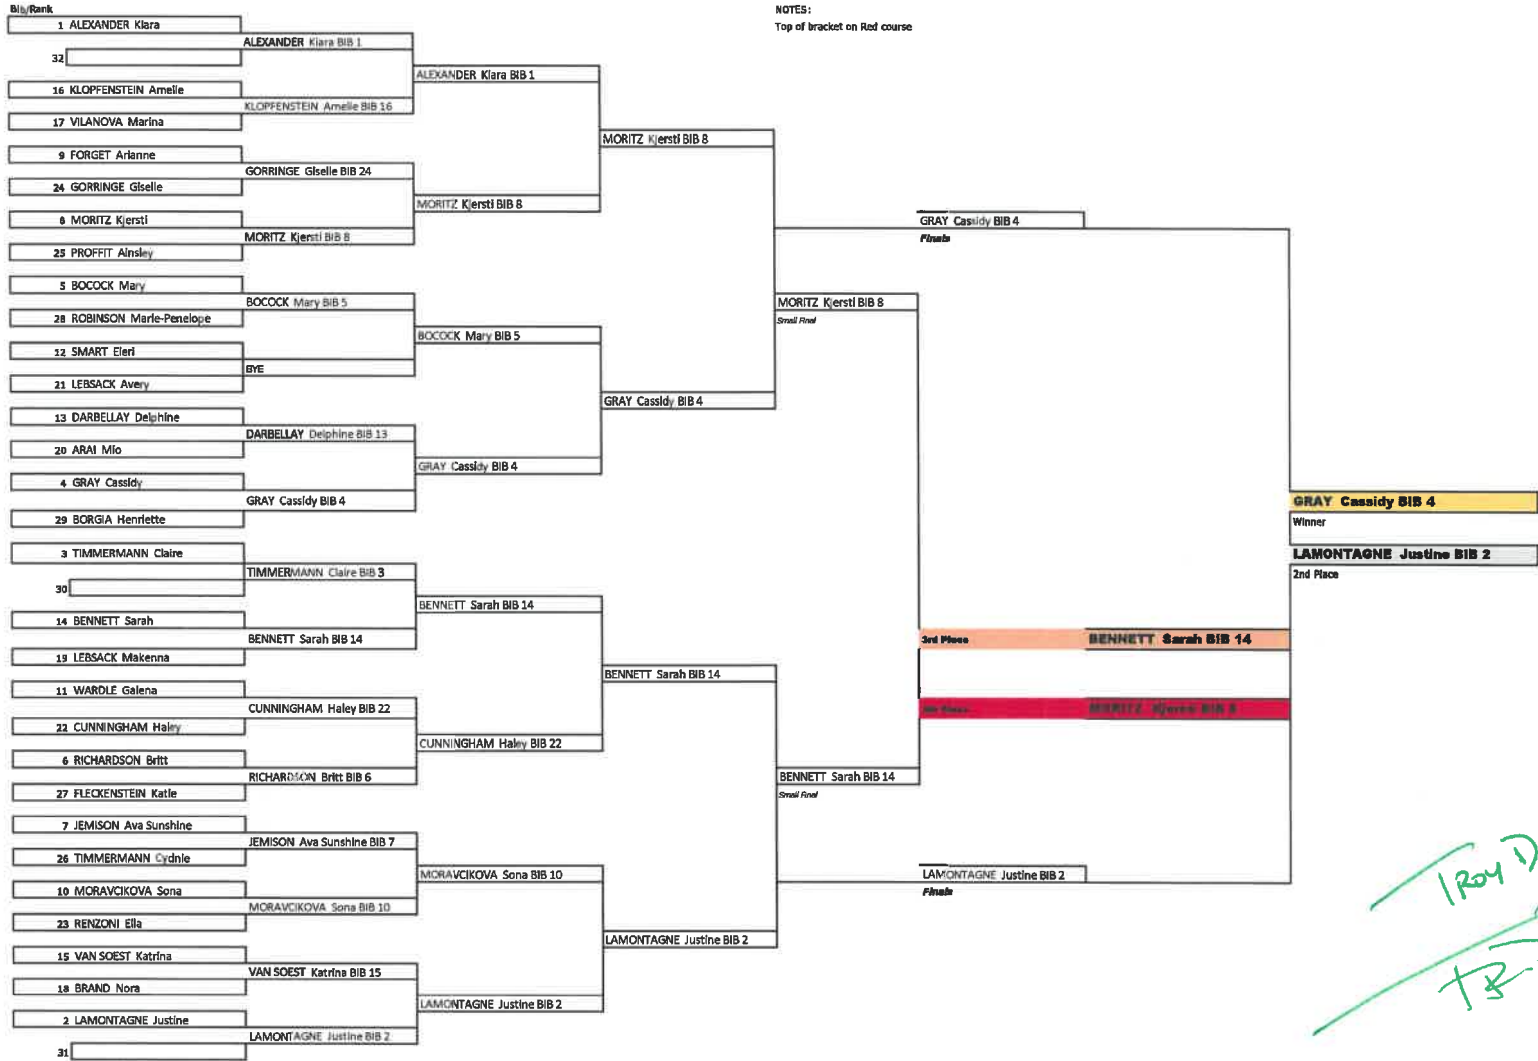 Bib/Rank
NOTES:
Top of bracket on Red course
1 ALEXANDER Kiara
32
16 KLOPFENSTEIN Amelie
17 VILANOVA Marina
9 FORGET Arianne
24 GORRINGE Giselle
8 MORITZ Kjersti
25 PROFFIT Ainsley
5 BOCOCK Mary
28 ROBINSON Marie-Penelope
12 SMART Eleri
21 LEBSACK Avery
13 DARBELLAY Delphine
20 ARAI Mio
4 GRAY Cassidy
29 BORGIA Henriette
3 TIMMERMANN Claire
30
14 BENNETT Sarah
19 LEBSACK Makenna
11 WARDLE Galena
22 CUNNINGHAM Haley
6 RICHARDSON Britt
27 FLECKENSTEIN Katie
7 JEMISON Ava Sunshine
26 TIMMERMANN Cydnie
10 MORAVCIKOVA Sona
23 RENZONI Ella
15 VAN SOEST Katrina
18 BRAND Nora
2 LAMONTAGNE Justine
31
ALEXANDER Kiara BIB 1
KLOPFENSTEIN Amelie BIB 16
GORRINGE Giselle BIB 24
MORITZ Kjersti BIB 8
BOCOCK Mary BIB 5
BYE
DARBELLAY Delphine BIB 13
GRAY Cassidy BIB 4
TIMMERMANN Claire BIB 3
BENNETT Sarah BIB 14
CUNNINGHAM Haley BIB 22
RICHARDSON Britt BIB 6
JEMISON Ava Sunshine BIB 7
MORAVCIKOVA Sona BIB 10
VAN SOEST Katrina BIB 15
LAMONTAGNE Justine BIB 2
ALEXANDER Kiara BIB 1
MORITZ Kjersti BIB 8
BOCOCK Mary BIB 5
GRAY Cassidy BIB 4
BENNETT Sarah BIB 14
CUNNINGHAM Haley BIB 22
MORAVCIKOVA Sona BIB 10
LAMONTAGNE Justine BIB 2
MORITZ Kjersti BIB 8
GRAY Cassidy BIB 4
BENNETT Sarah BIB 14
LAMONTAGNE Justine BIB 2
MORITZ Kjersti BIB 8
Small Final
BENNETT Sarah BIB 14
Small Final
GRAY Cassidy BIB 4
Finals
3rd Place BENNETT Sarah BIB 14
MORITZ Kjersti BIB 8
LAMONTAGNE Justine BIB 2
Finals
GRAY Cassidy BIB 4
Winner
LAMONTAGNE Justine BIB 2
2nd Place
TROY D